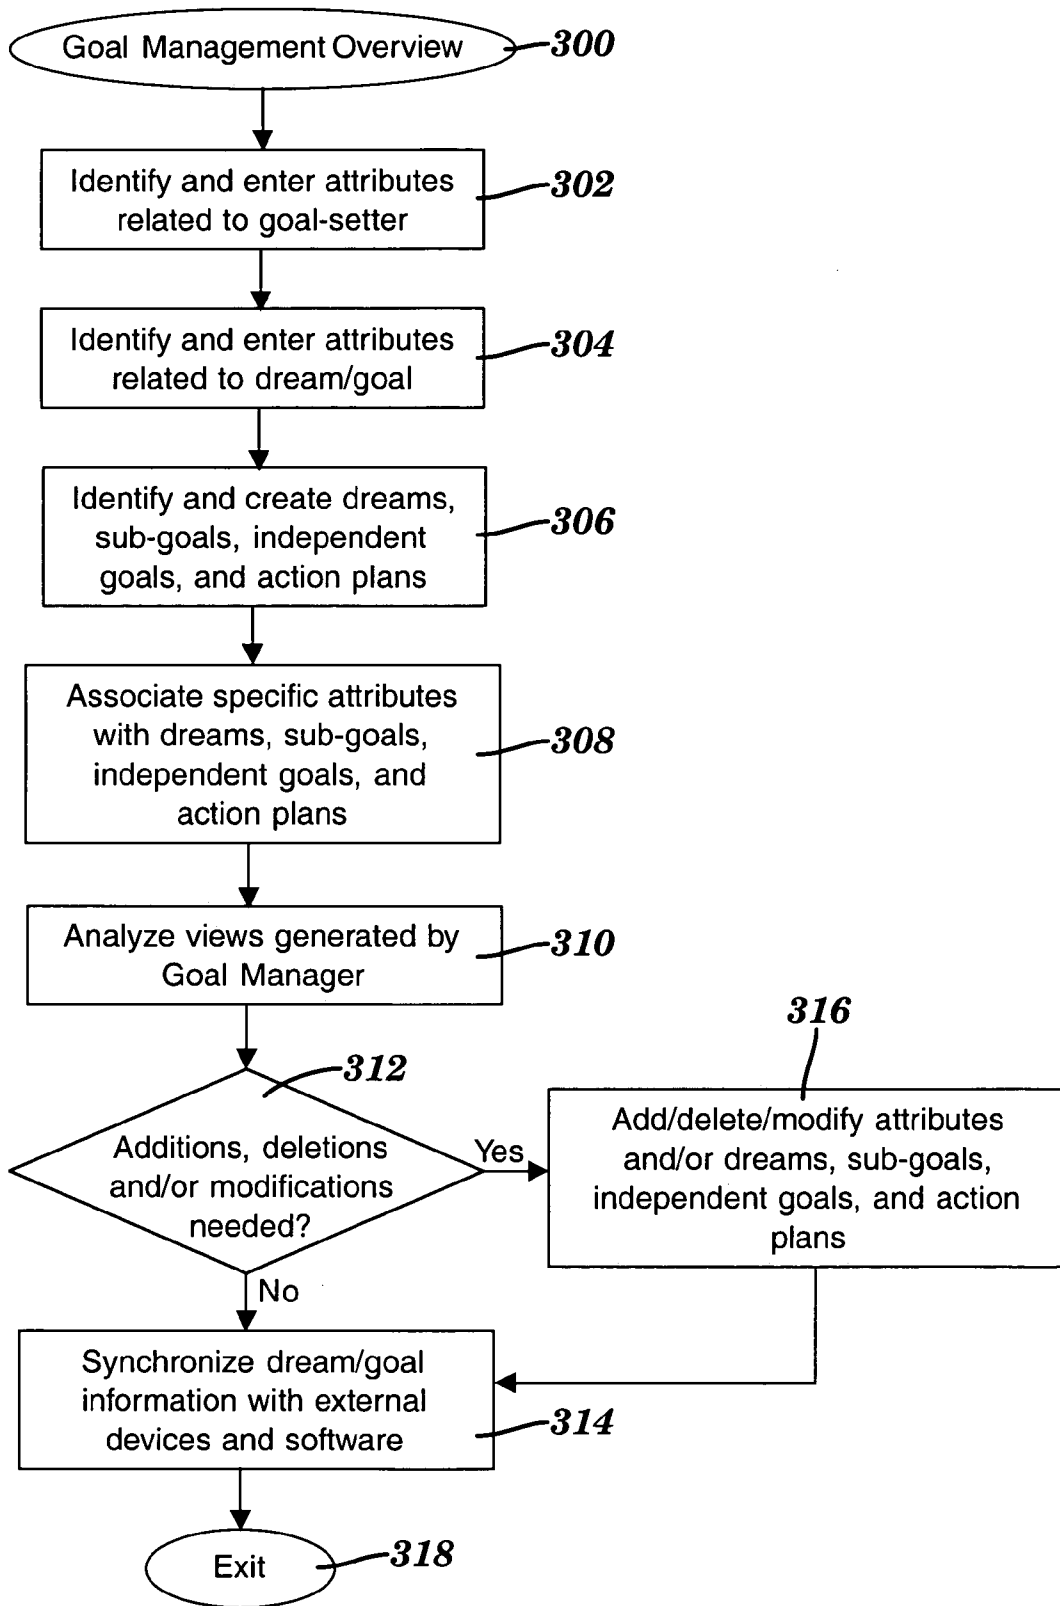 Goal Management Overview
300
Identify and enter attributes
related to goal-setter
302
Identify and enter attributes
related to dream/goal
304
Identify and create dreams,
sub-goals, independent
goals, and action plans
306
Associate specific attributes
with dreams, sub-goals,
independent goals, and
action plans
308
Analyze views generated by
Goal Manager
310
312
Additions, deletions
and/or modifications
needed?
Yes
316
Add/delete/modify attributes
and/or dreams, sub-goals,
independent goals, and action
plans
No
Synchronize dream/goal
information with external
devices and software
314
Exit
318